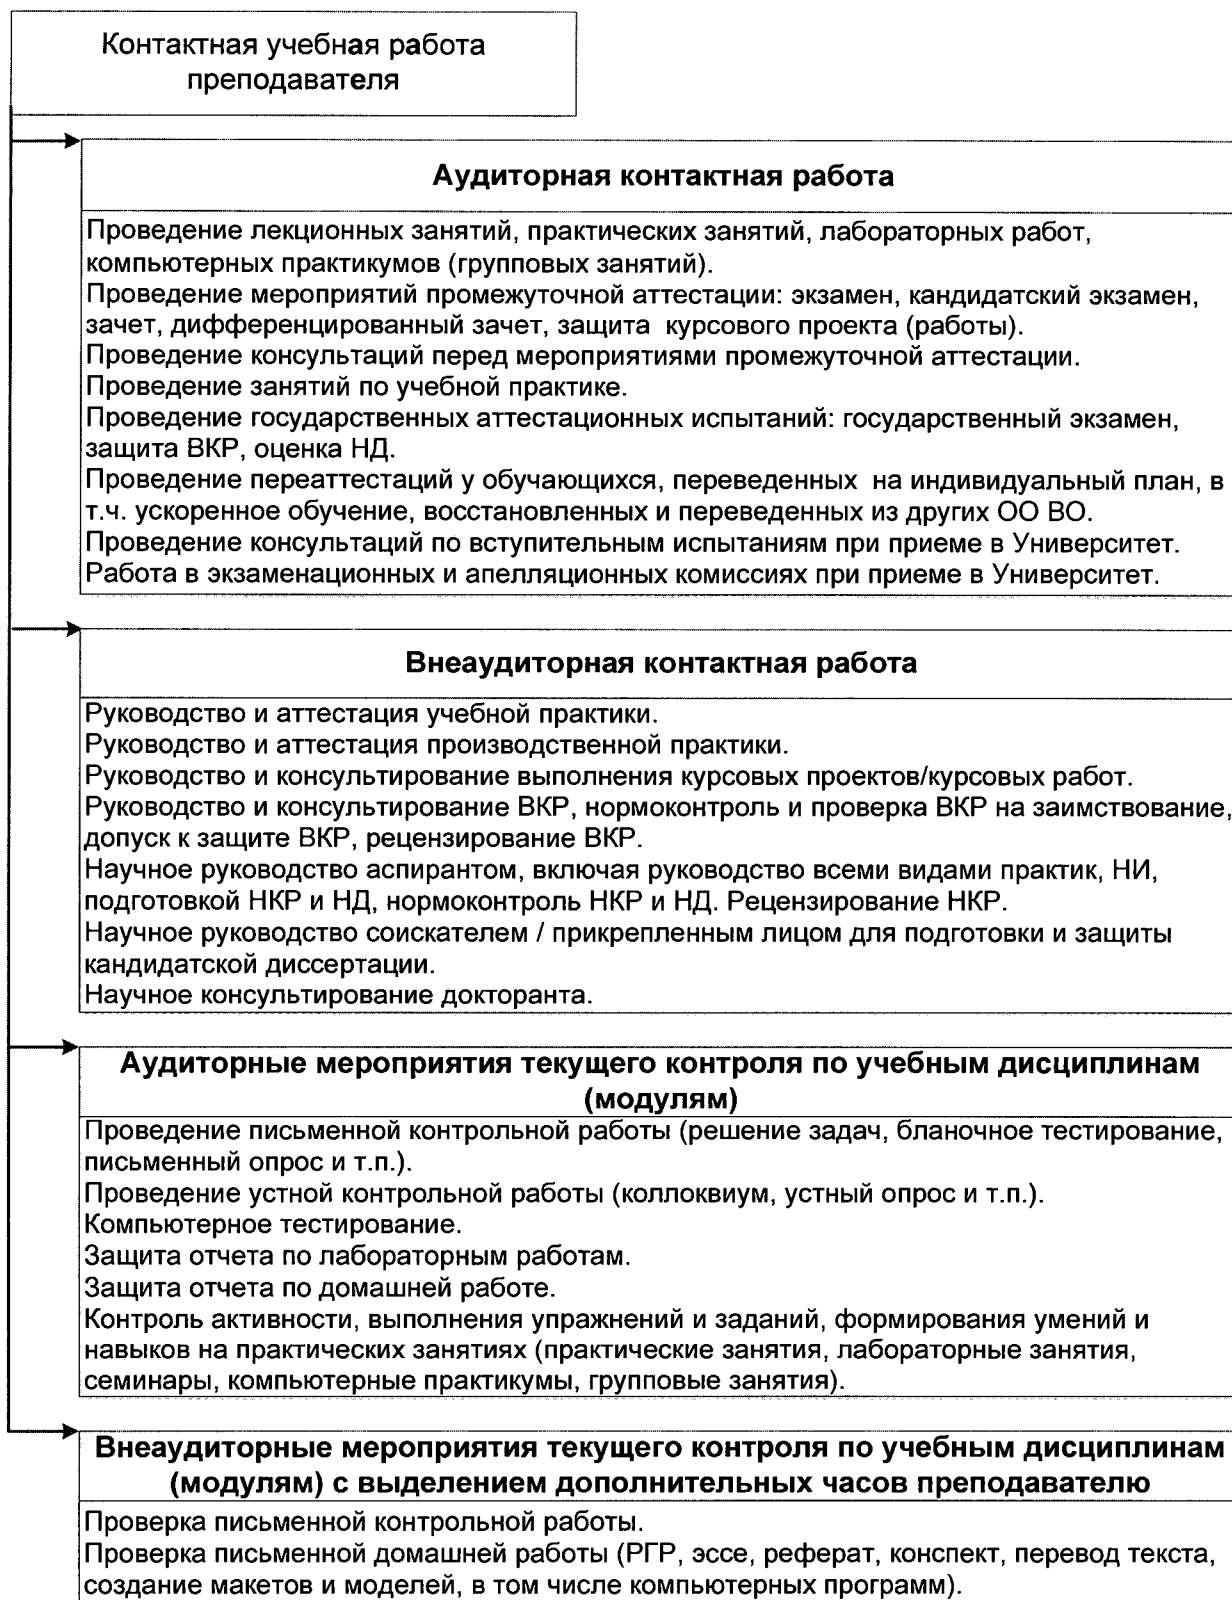 Контактная учебная работа
преподавателя
Аудиторная контактная работа
Проведение лекционных занятий, практических занятий, лабораторных работ,
компьютерных практикумов (групповых занятий).
Проведение мероприятий промежуточной аттестации: экзамен, кандидатский экзамен,
зачет, дифференцированный зачет, защита курсового проекта (работы).
Проведение консультаций перед мероприятиями промежуточной аттестации.
Проведение занятий по учебной практике.
Проведение государственных аттестационных испытаний: государственный экзамен,
защита ВКР, оценка НД.
Проведение переаттестаций у обучающихся, переведенных на индивидуальный план, в
т.ч. ускоренное обучение, восстановленных и переведенных из других ОО ВО.
Проведение консультаций по вступительным испытаниям при приеме в Университет.
Работа в экзаменационных и апелляционных комиссиях при приеме в Университет.
Внеаудиторная контактная работа
Руководство и аттестация учебной практики.
Руководство и аттестация производственной практики.
Руководство и консультирование выполнения курсовых проектов/курсовых работ.
Руководство и консультирование ВКР, нормоконтроль и проверка ВКР на заимствование,
допуск к защите ВКР, рецензирование ВКР.
Научное руководство аспирантом, включая руководство всеми видами практик, НИ,
подготовкой НКР и НД, нормоконтроль НКР и НД. Рецензирование НКР.
Научное руководство соискателем / прикрепленным лицом для подготовки и защиты
кандидатской диссертации.
Научное консультирование докторанта.
Аудиторные мероприятия текущего контроля по учебным дисциплинам
(модулям)
Проведение письменной контрольной работы (решение задач, бланочное тестирование,
письменный опрос и т.п.).
Проведение устной контрольной работы (коллоквиум, устный опрос и т.п.).
Компьютерное тестирование.
Защита отчета по лабораторным работам.
Защита отчета по домашней работе.
Контроль активности, выполнения упражнений и заданий, формирования умений и
навыков на практических занятиях (практические занятия, лабораторные занятия,
семинары, компьютерные практикумы, групповые занятия).
Внеаудиторные мероприятия текущего контроля по учебным дисциплинам
(модулям) с выделением дополнительных часов преподавателю
Проверка письменной контрольной работы.
Проверка письменной домашней работы (РГР, эссе, реферат, конспект, перевод текста,
создание макетов и моделей, в том числе компьютерных программ).